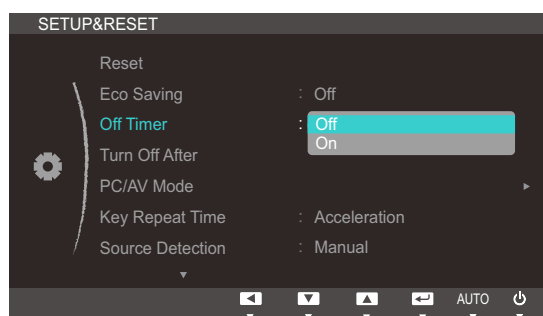 SETUP&RESET
Reset
Eco Saving : Off
Off Timer : Off
On
Turn Off After
PC/AV Mode
Key Repeat Time : Acceleration
Source Detection : Manual
AUTO